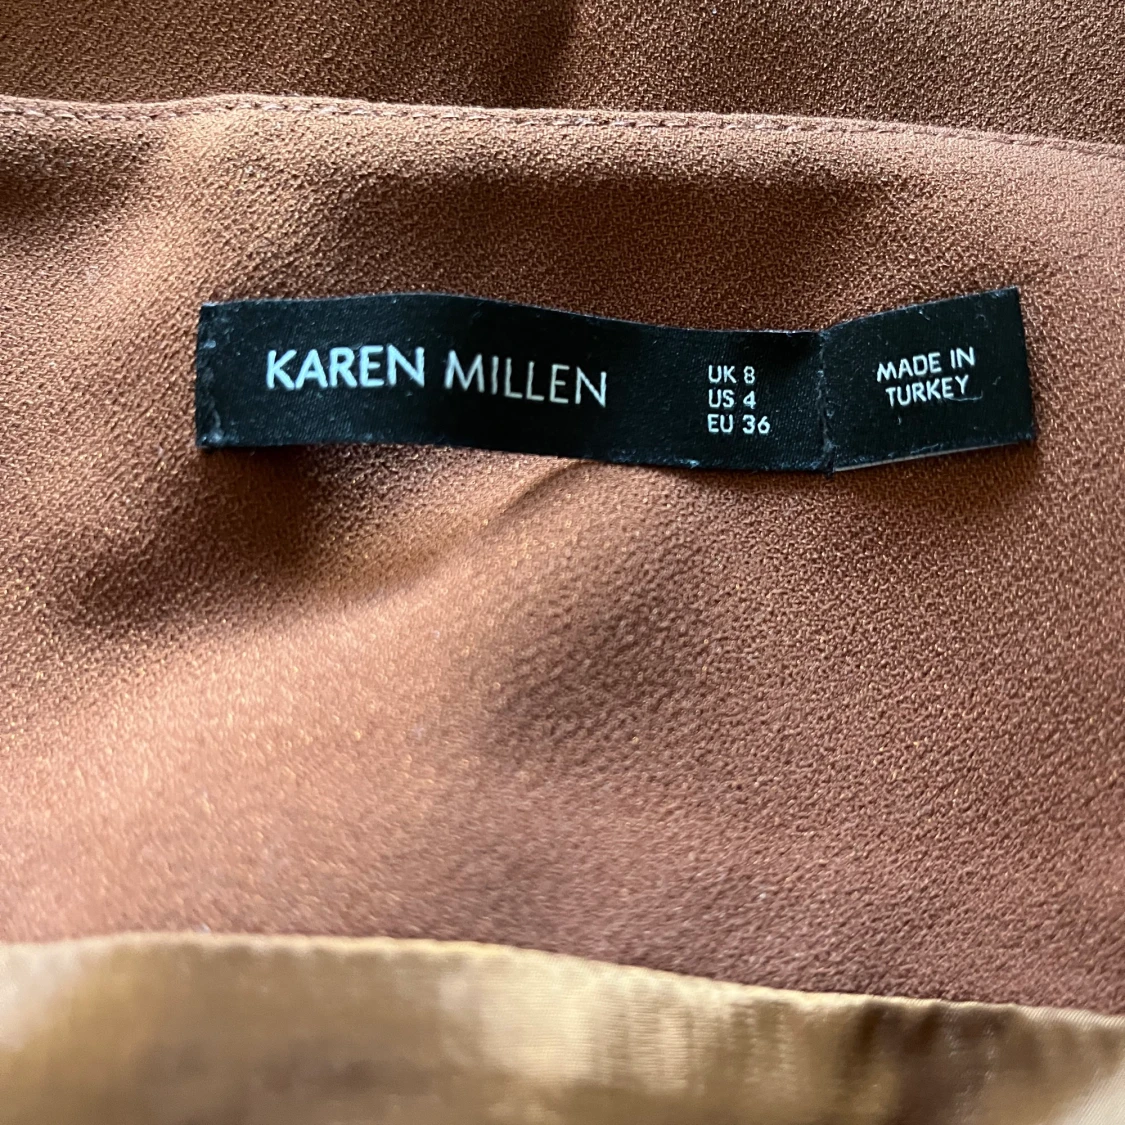 KAREN MILLEN
UK 8
US 4
EU 36
MADE IN
TURKEY